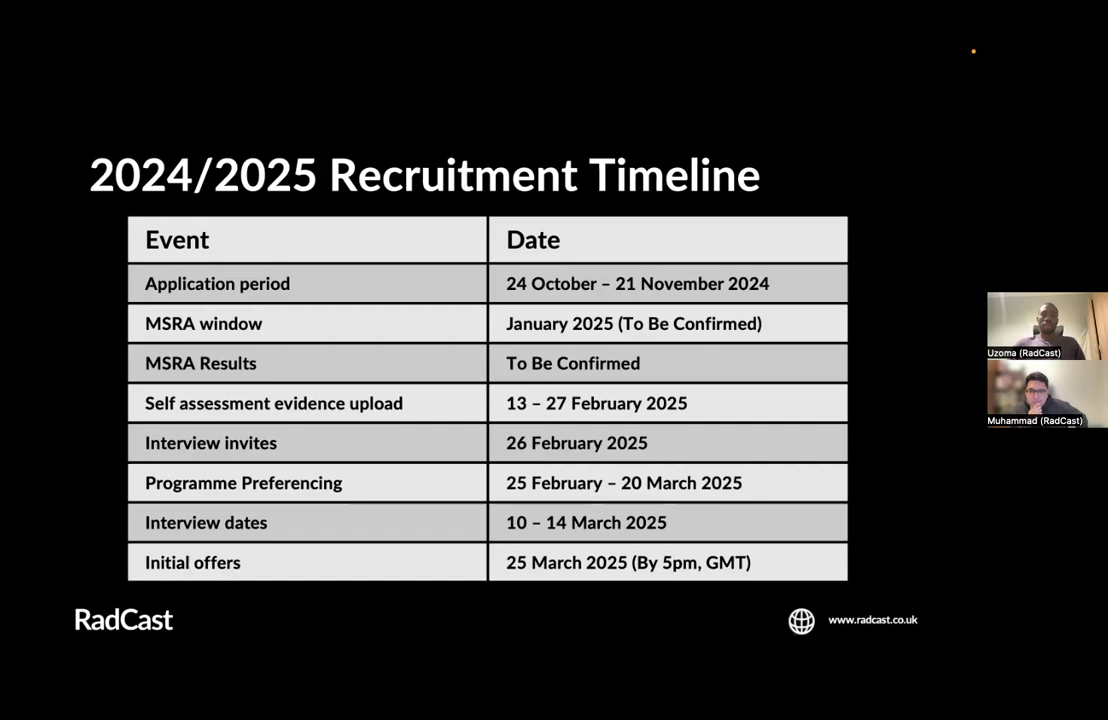 2024/2025 Recruitment Timeline
Event Date
Application period 24 October – 21 November 2024
MSRA window January 2025 (To Be Confirmed)
MSRA Results To Be Confirmed
Self assessment evidence upload 13 – 27 February 2025
Interview invites 26 February 2025
Programme Preferencing 25 February – 20 March 2025
Interview dates 10 – 14 March 2025
Initial offers 25 March 2025 (By 5pm, GMT)
RadCast
www.radcast.co.uk
Uzoma (RadCast)
Muhammad (RadCast)